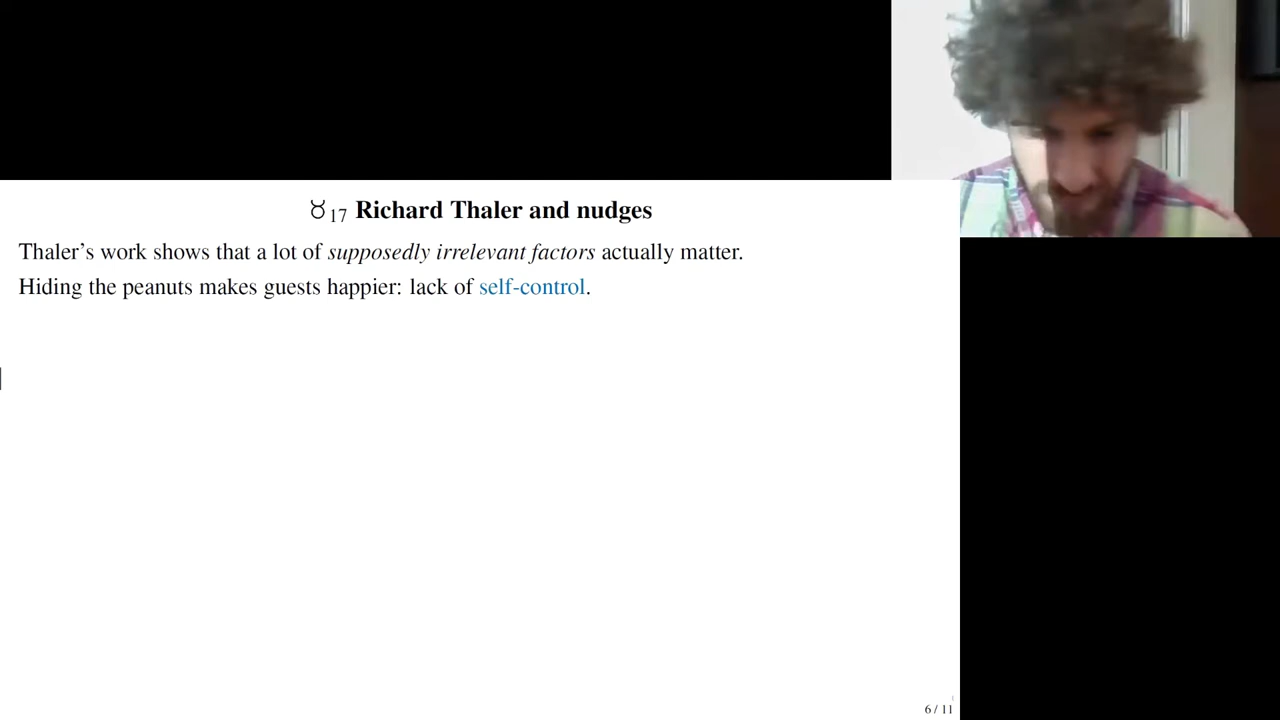 ♉17 Richard Thaler and nudges
Thaler's work shows that a lot of supposedly irrelevant factors actually matter.
Hiding the peanuts makes guests happier: lack of self-control.
6 / 11